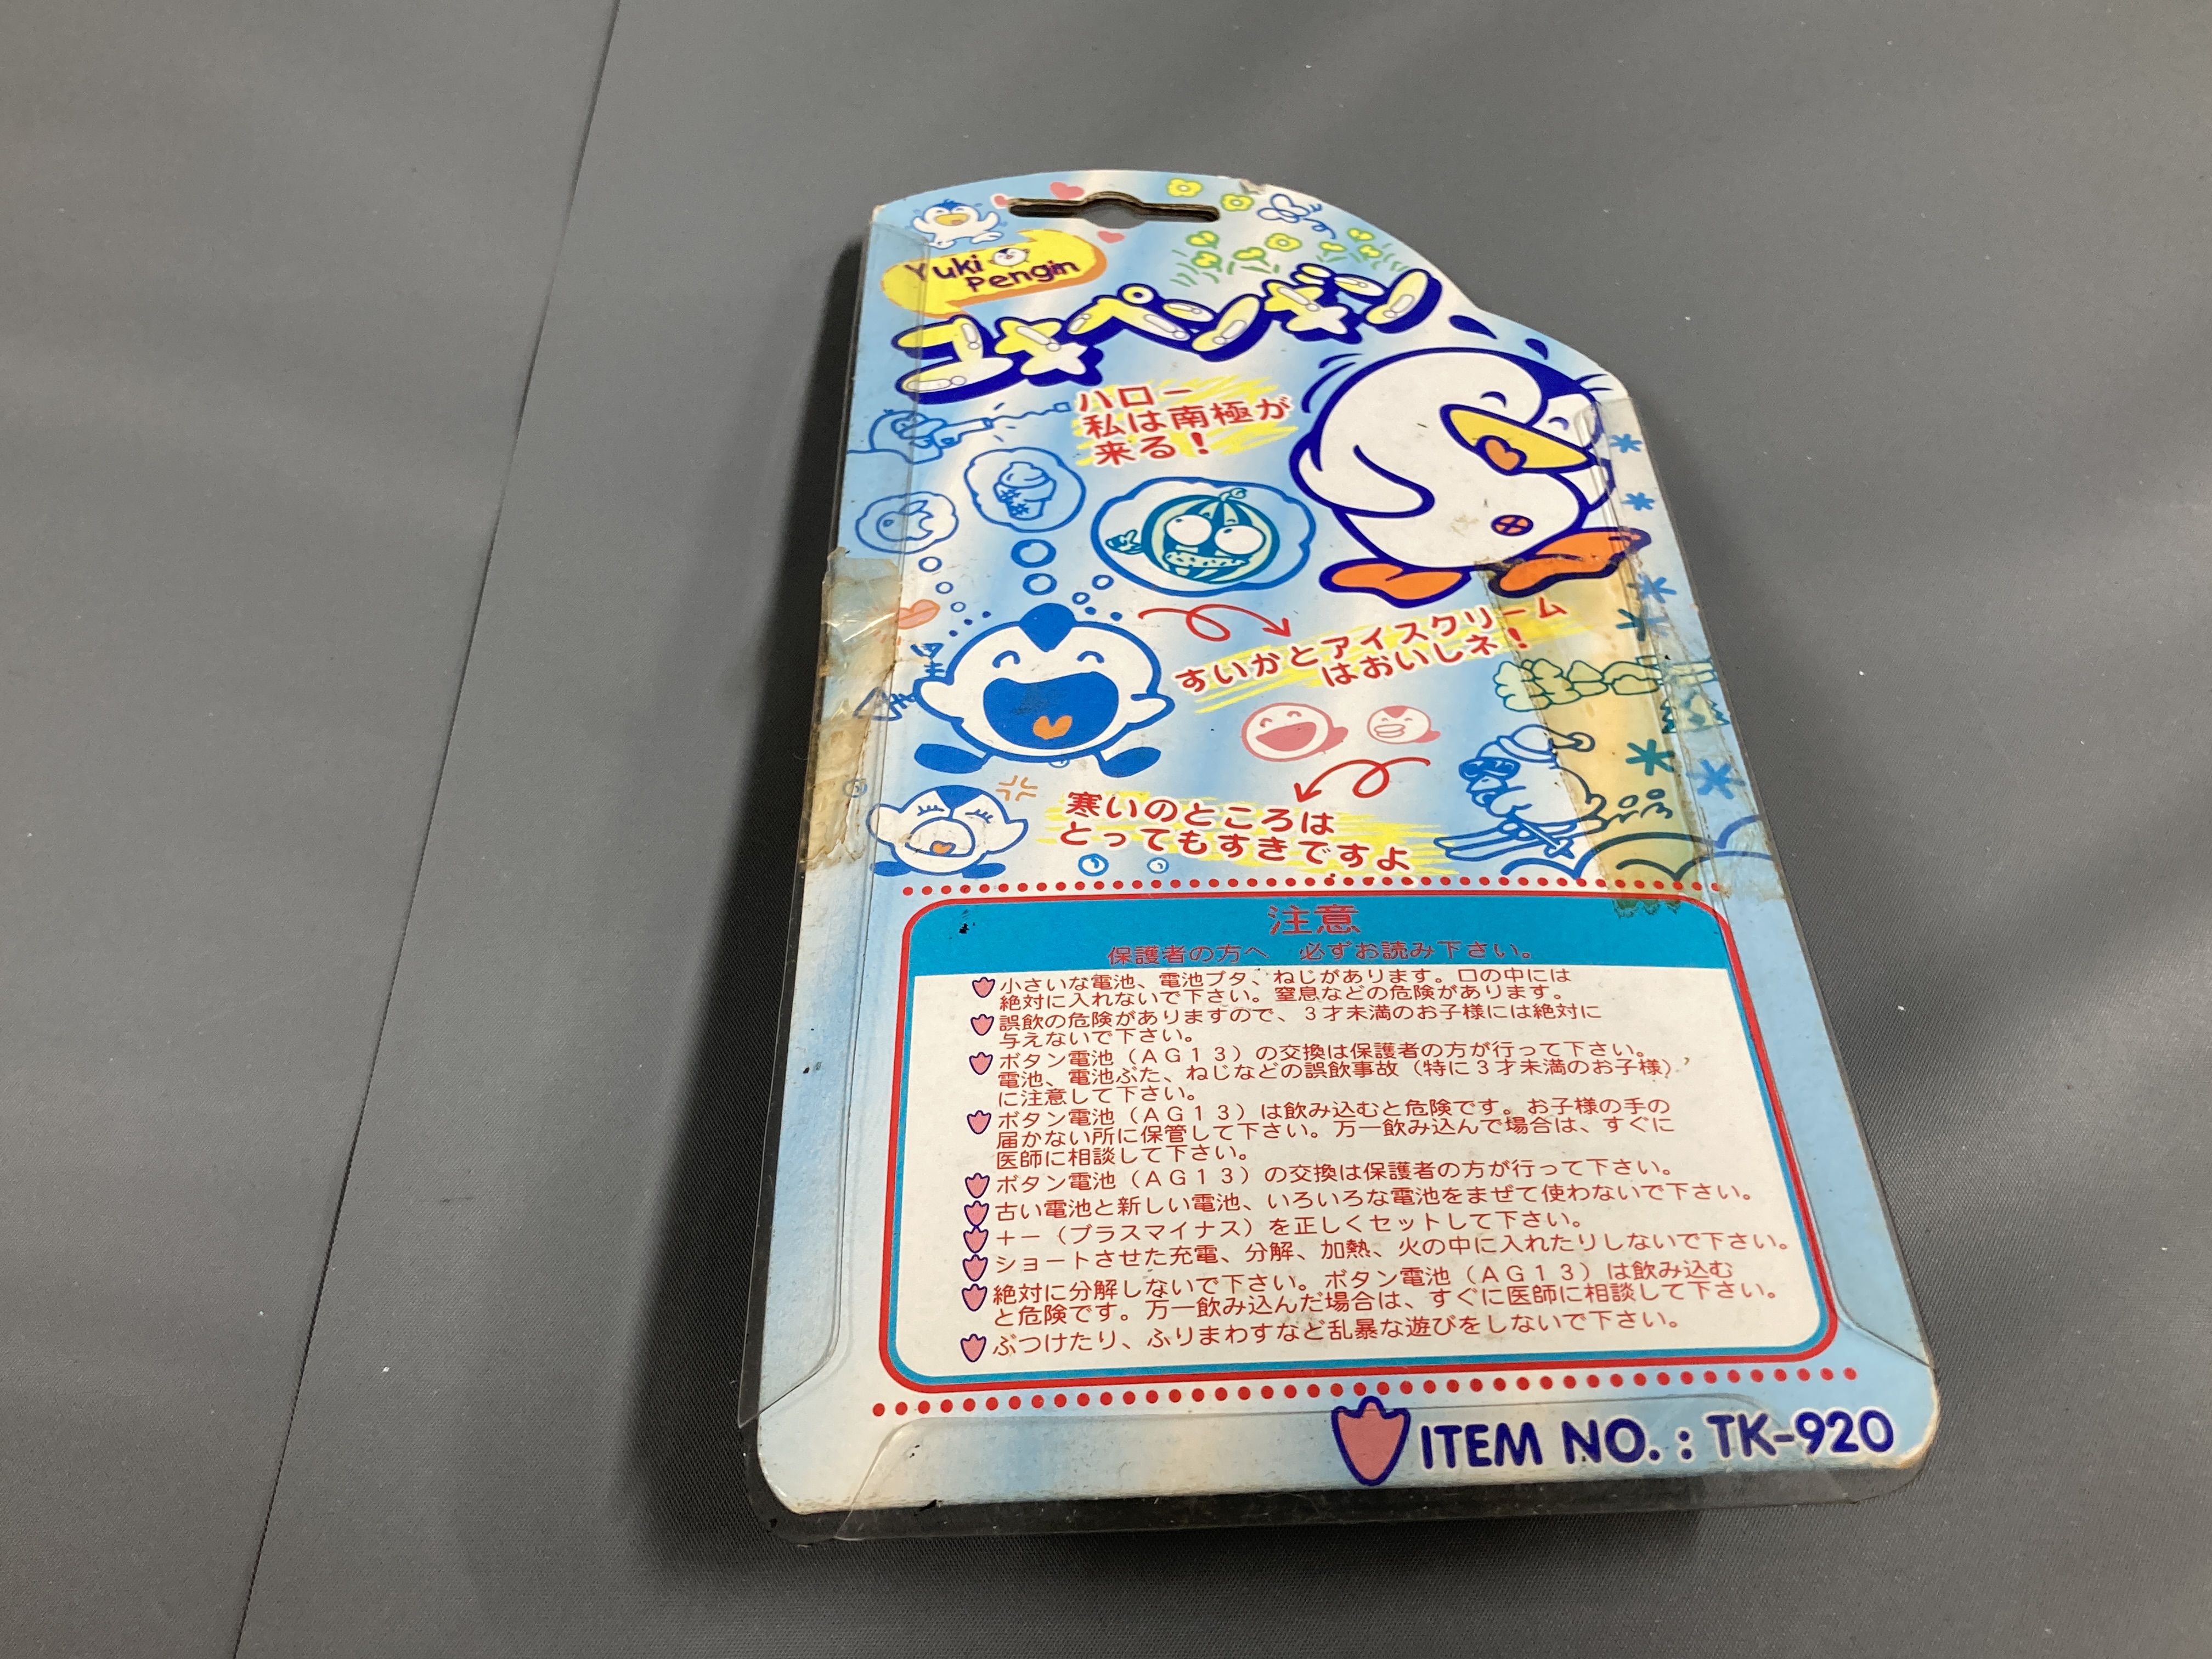 Yuki
Pengin
ユキペンギン
ハロー
私は南極が
来る！
すいかとアイスクリーム
はおいしネ！
寒いのところは
とってもすきですよ
注意
保護者の方へ　必ずお読み下さい。
小さいな電池、電池ブタ、ねじがあります。口の中には
絶対に入れないで下さい。窒息などの危険があります。
誤飲の危険がありますので、３才未満のお子様には絶対に
与えないで下さい。
ボタン電池（ＡＧ１３）の交換は保護者の方が行って下さい。
電池、電池ぶた、ねじなどの誤飲事故（特に３才未満のお子様）
に注意して下さい。
ボタン電池（ＡＧ１３）は飲み込むと危険です。お子様の手の
届かない所に保管して下さい。万一飲み込んで場合は、すぐに
医師に相談して下さい。
ボタン電池（ＡＧ１３）の交換は保護者の方が行って下さい。
古い電池と新しい電池、いろいろな電池をまぜて使わないで下さい。
＋－（プラスマイナス）を正しくセットして下さい。
ショートさせた充電、分解、加熱、火の中に入れたりしないで下さい。
絶対に分解しないで下さい。ボタン電池（ＡＧ１３）は飲み込む
と危険です。万一飲み込んだ場合は、すぐに医師に相談して下さい。
ぶつけたり、ふりまわすなど乱暴な遊びをしないで下さい。
ITEM NO. : TK-920